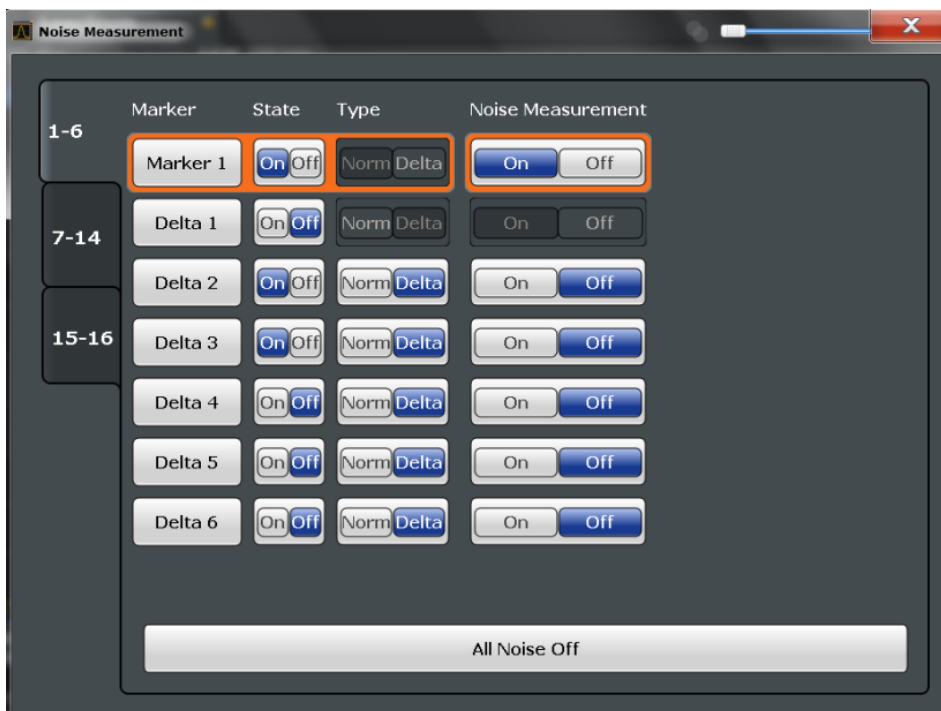 Noise Measurement
1-6
7-14
15-16
Marker State Type Noise Measurement
Marker 1 On Off Norm Delta On Off
Delta 1 On Off Norm Delta On Off
Delta 2 On Off Norm Delta On Off
Delta 3 On Off Norm Delta On Off
Delta 4 On Off Norm Delta On Off
Delta 5 On Off Norm Delta On Off
Delta 6 On Off Norm Delta On Off
All Noise Off